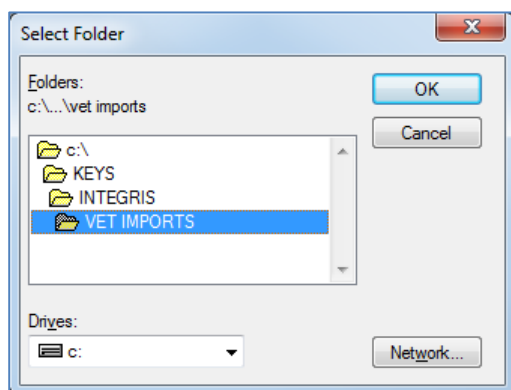 Select Folder
Folders:
c:\...\vet imports
OK
Cancel
c:\
KEYS
INTEGRIS
VET IMPORTS
Drives:
c:
Network...